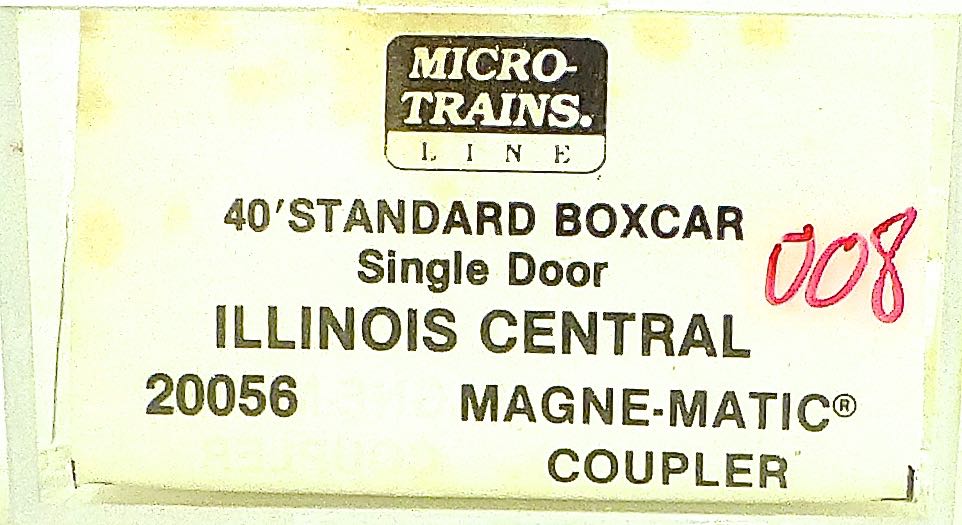 MICRO-
TRAINS.
LINE
40'STANDARD BOXCAR
Single Door
008
ILLINOIS CENTRAL
20056 MAGNE-MATIC®
COUPLER